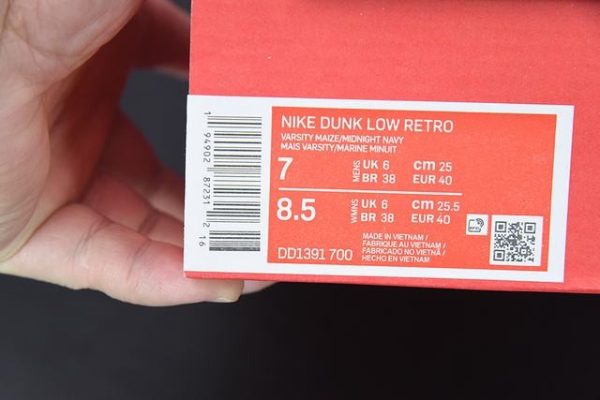 NIKE DUNK LOW RETRO
VARSITY MAIZE/MIDNIGHT NAVY
MAIS VARSITY/MARINE MINUIT
7 MENS UK 6 cm 25
BR 38 EUR 40
8.5 WMNS UK 6 cm 25.5
BR 38 EUR 40
MADE IN VIETNAM/
FABRIQUE AU VIETNAM/
FABRICADO NO VIETNÃ/
HECHO EN VIETNAM
DD1391 700
1 94902 87231 2 16